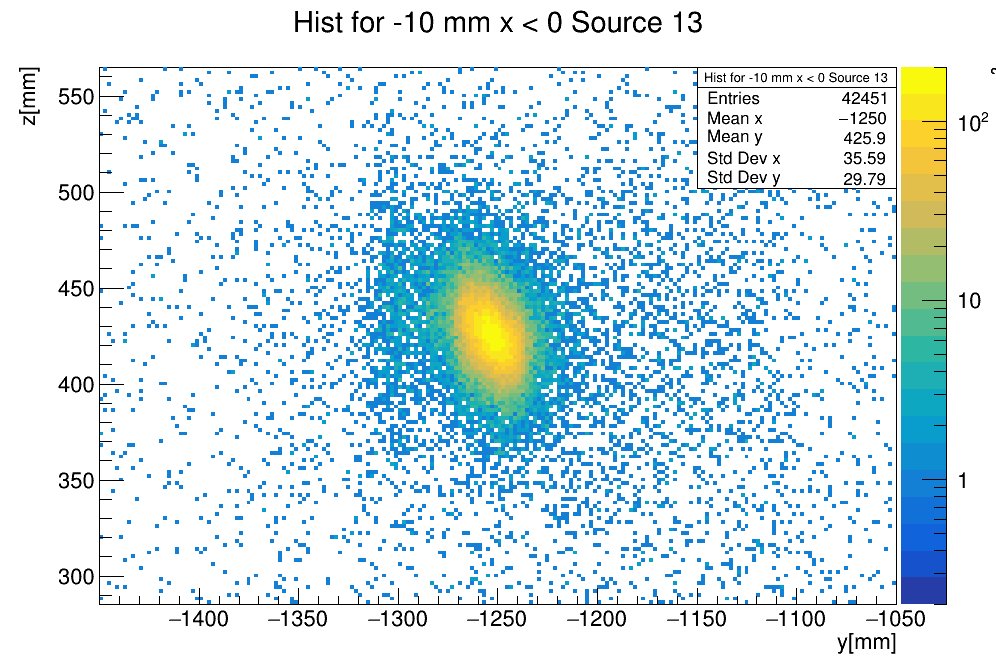 Hist for -10 mm x < 0 Source 13
z[mm]
Hist for -10 mm x < 0 Source 13
Entries 42451
Mean x −1250
Mean y 425.9
Std Dev x 35.59
Std Dev y 29.79
550
500
450
400
350
300
10²
10
1
−1400 −1350 −1300 −1250 −1200 −1150 −1100 −1050
y[mm]